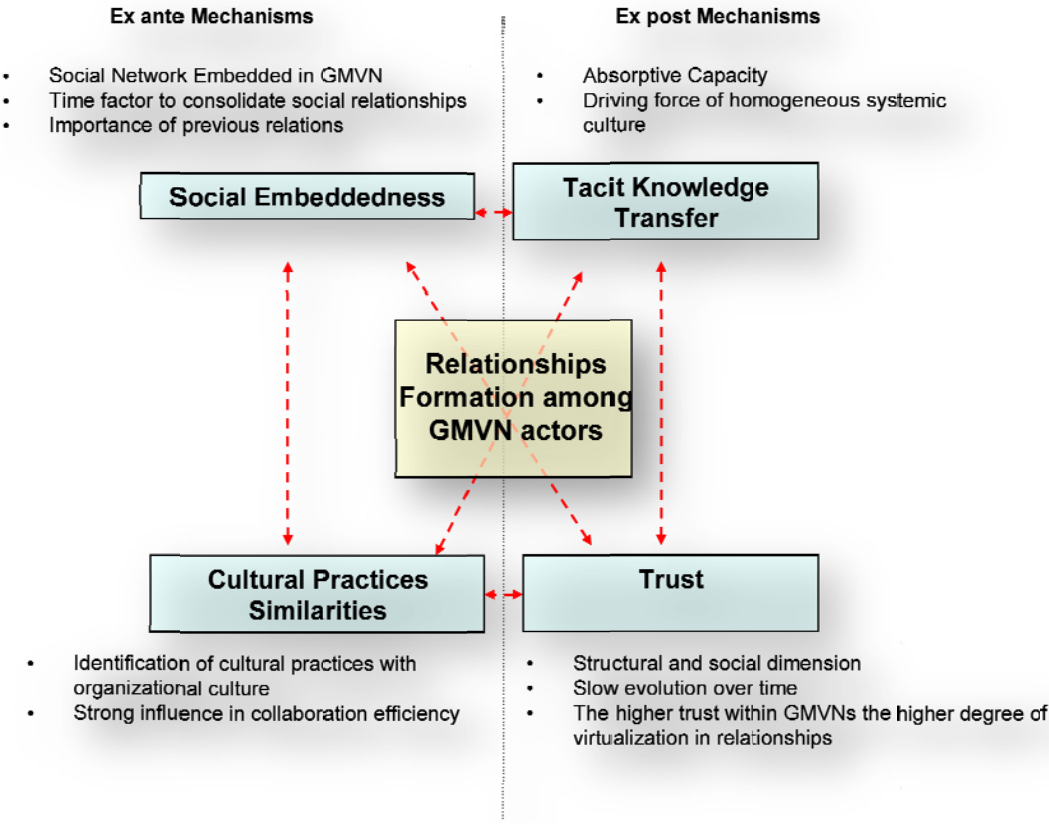 Ex ante Mechanisms
Ex post Mechanisms
• Social Network Embedded in GMVN
• Time factor to consolidate social relationships
• Importance of previous relations
• Absorptive Capacity
• Driving force of homogeneous systemic
culture
Social Embeddedness
Tacit Knowledge
Transfer
Relationships
Formation among
GMVN actors
Cultural Practices
Similarities
Trust
• Identification of cultural practices with
organizational culture
• Strong influence in collaboration efficiency
• Structural and social dimension
• Slow evolution over time
• The higher trust within GMVNs the higher degree of
virtualization in relationships